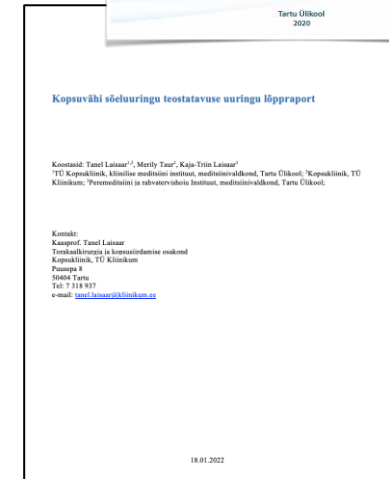 Tartu Ülikool
2020
Kopsuvähi sõeluuringu teostatavuse uuringu lõppraport
Koostasid: Tanel Laisaar¹,², Merily Taur², Kaja-Triin Laisaar³
¹TÜ Kopsukliinik, kliinilise meditsiini instituut, meditsiinivaldkond, Tartu Ülikool; ²Kopsukliinik, TÜ
Kliinikum; ³Peremeditsiini ja rahvatervishoiu Instituut, meditsiinivaldkond, Tartu Ülikool;
Kontakt:
Kaasprof. Tanel Laisaar
Torakaalkirurgia ja kopsusiirdamise osakond
Kopsukliinik, TÜ Kliinikum
Puusepa 8
50404 Tartu
Tel: 7 318 937
e-mail: tanel.laisaar@kliinikum.ee
18.01.2022